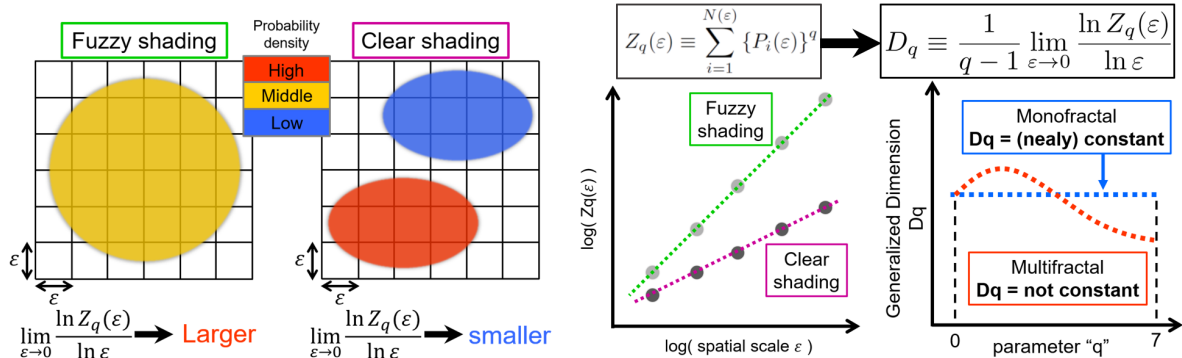 Fuzzy shading
Probability
density
High
Middle
Low
Clear shading
ε
ε
ε
ε
lim ε→0 ln Zq(ε) / ln ε
Larger
lim ε→0 ln Zq(ε) / ln ε
smaller
Zq(ε) ≡ ∑ i=1 N(ε) {Pi(ε)}^q
Dq ≡ 1 / (q − 1) lim ε→0 ln Zq(ε) / ln ε
log( Zq(ε) )
Fuzzy
shading
Clear
shading
log( spatial scale ε )
Generalized Dimension
Dq
Monofractal
Dq = (nealy) constant
Multifractal
Dq = not constant
0
7
parameter “q”